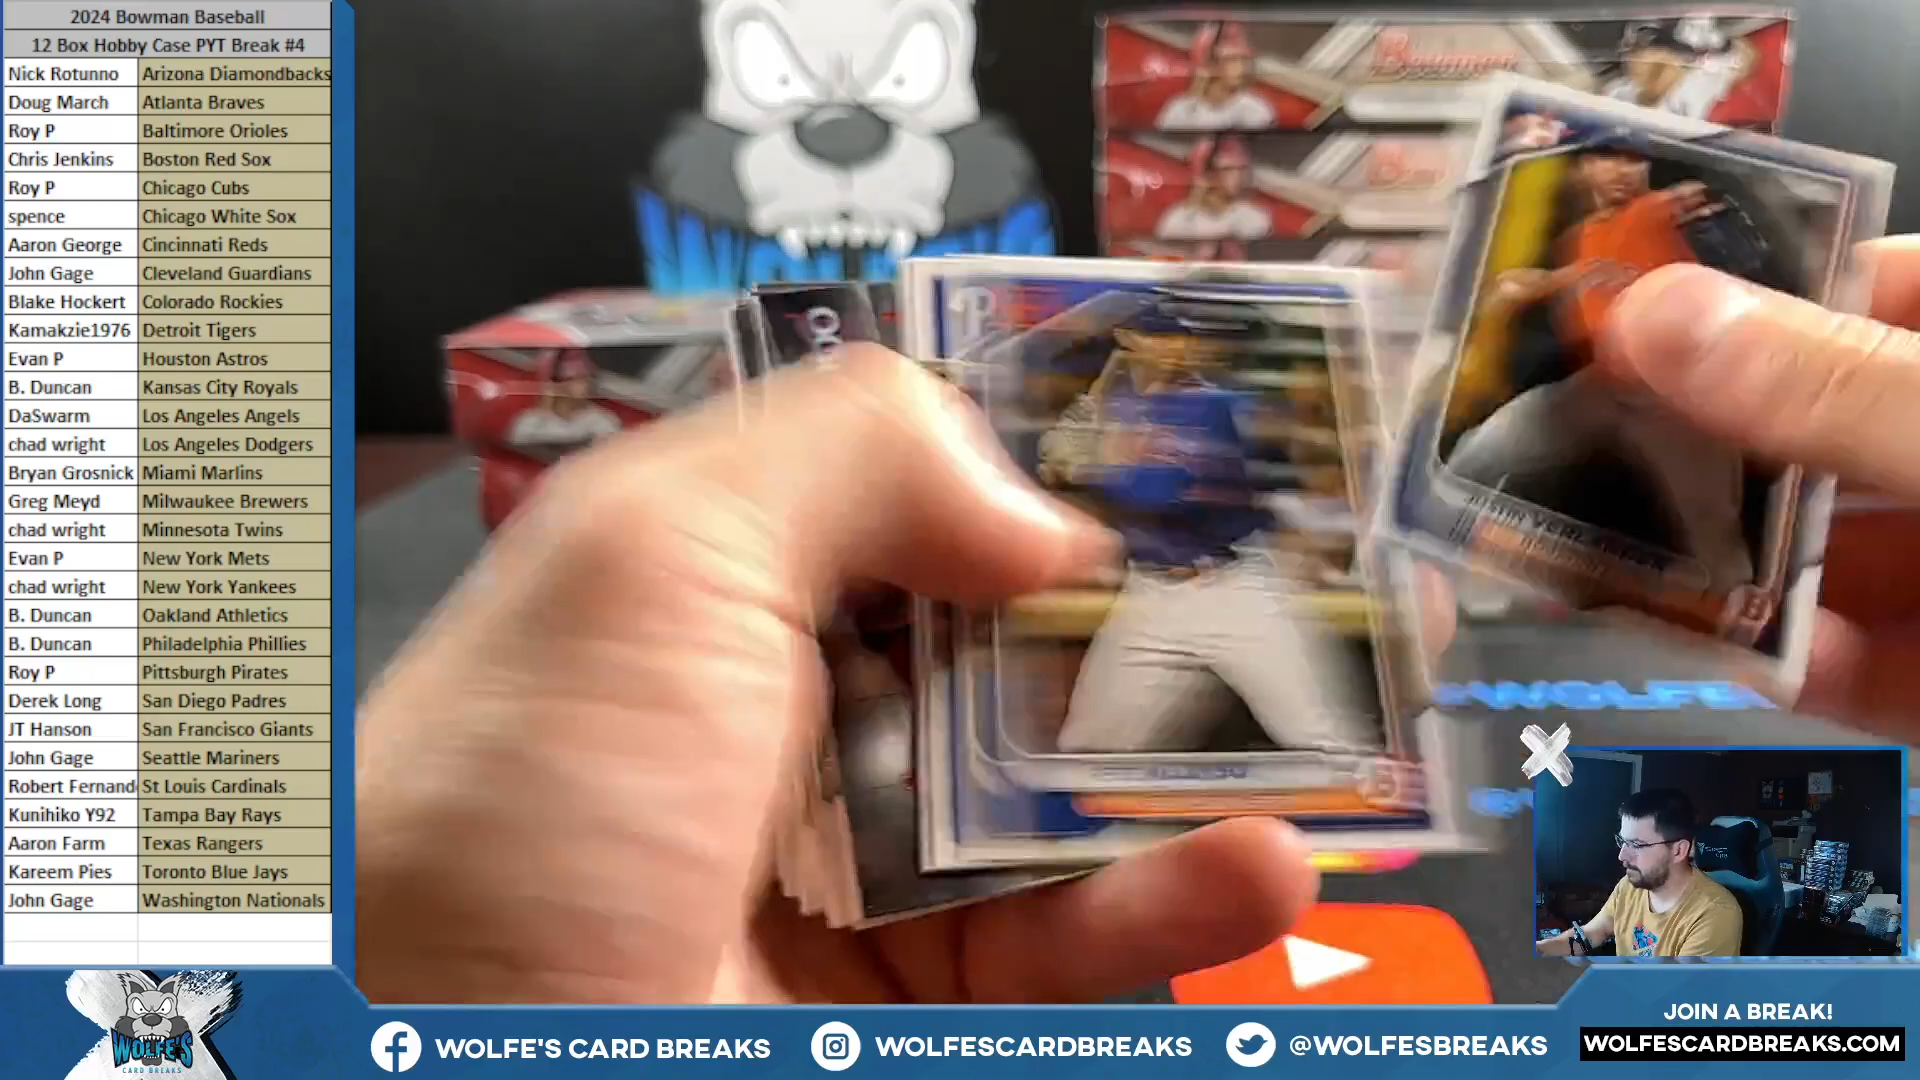 2024 Bowman Baseball
12 Box Hobby Case PYT Break #4
Nick Rotunno Arizona Diamondbacks
Doug March Atlanta Braves
Roy P Baltimore Orioles
Chris Jenkins Boston Red Sox
Roy P Chicago Cubs
spence Chicago White Sox
Aaron George Cincinnati Reds
John Gage Cleveland Guardians
Blake Hockert Colorado Rockies
Kamakzie1976 Detroit Tigers
Evan P Houston Astros
B. Duncan Kansas City Royals
DaSwarm Los Angeles Angels
chad wright Los Angeles Dodgers
Bryan Grosnick Miami Marlins
Greg Meyd Milwaukee Brewers
chad wright Minnesota Twins
Evan P New York Mets
chad wright New York Yankees
B. Duncan Oakland Athletics
B. Duncan Philadelphia Phillies
Roy P Pittsburgh Pirates
Derek Long San Diego Padres
JT Hanson San Francisco Giants
John Gage Seattle Mariners
Robert Fernand St Louis Cardinals
Kunihiko Y92 Tampa Bay Rays
Aaron Farm Texas Rangers
Kareem Pies Toronto Blue Jays
John Gage Washington Nationals
Bowman
WOLFE'S
CARD BREAKS
WOLFE'S CARD BREAKS
WOLFESCARDBREAKS
@WOLFESBREAKS
JOIN A BREAK!
WOLFESCARDBREAKS.COM